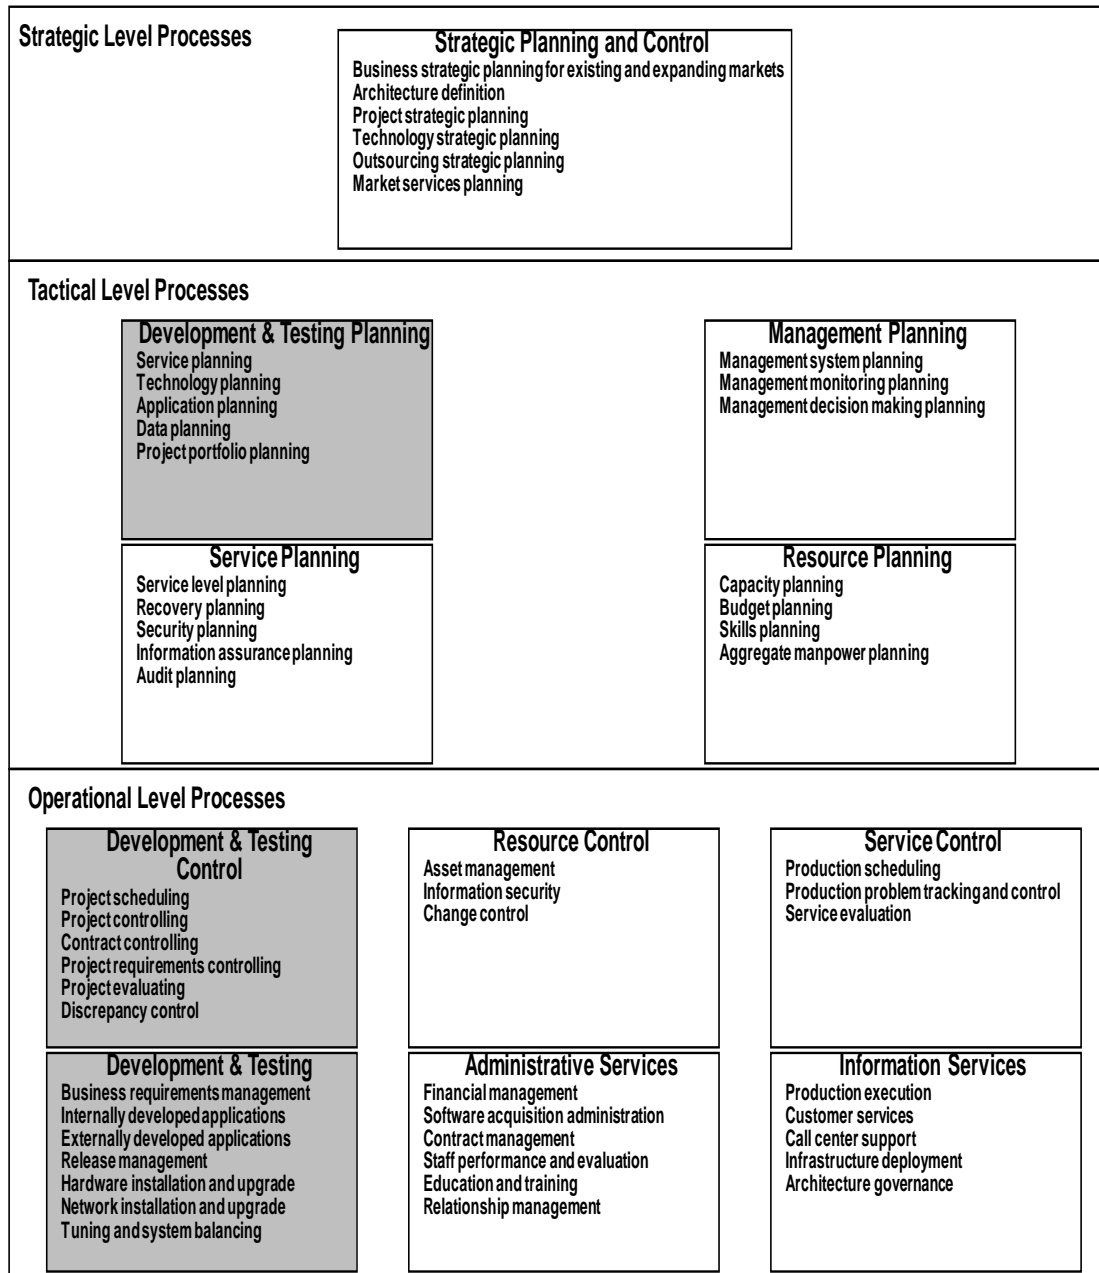 Strategic Level Processes
Strategic Planning and Control
Business strategic planning for existing and expanding markets
Architecture definition
Project strategic planning
Technology strategic planning
Outsourcing strategic planning
Market services planning
Tactical Level Processes
Development & Testing Planning
Service planning
Technology planning
Application planning
Data planning
Project portfolio planning
Management Planning
Management system planning
Management monitoring planning
Management decision making planning
Service Planning
Service level planning
Recovery planning
Security planning
Information assurance planning
Audit planning
Resource Planning
Capacity planning
Budget planning
Skills planning
Aggregate manpower planning
Operational Level Processes
Development & Testing
Control
Project scheduling
Project controlling
Contract controlling
Project requirements controlling
Project evaluating
Discrepancy control
Resource Control
Asset management
Information security
Change control
Service Control
Production scheduling
Production problem tracking and control
Service evaluation
Development & Testing
Business requirements management
Internally developed applications
Externally developed applications
Release management
Hardware installation and upgrade
Network installation and upgrade
Tuning and system balancing
Administrative Services
Financial management
Software acquisition administration
Contract management
Staff performance and evaluation
Education and training
Relationship management
Information Services
Production execution
Customer services
Call center support
Infrastructure deployment
Architecture governance